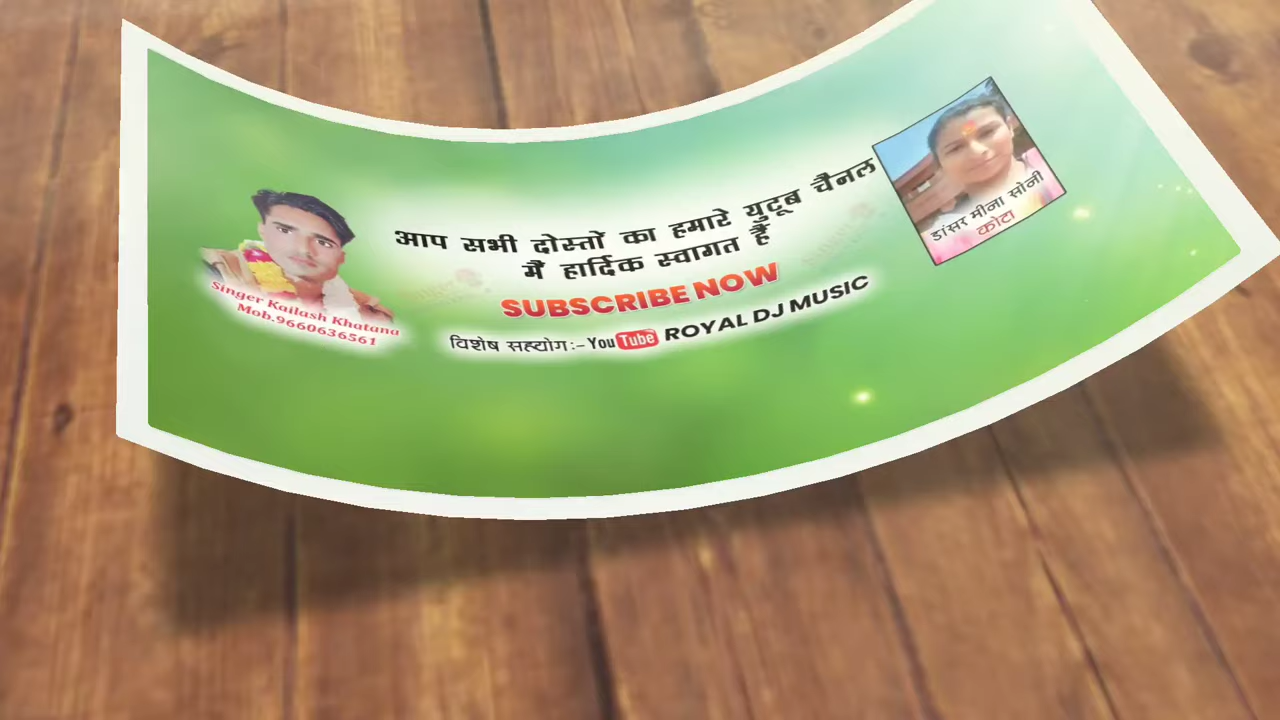 आप सभी दोस्तों का हमारे युटूब चैनल
में हार्दिक स्वागत हैं
SUBSCRIBE NOW
विशेष सहयोग :- YouTube ROYAL DJ MUSIC
Singer Kailash Khatana
Mob.9660636561
डांसर मीना सोनी
कोटा